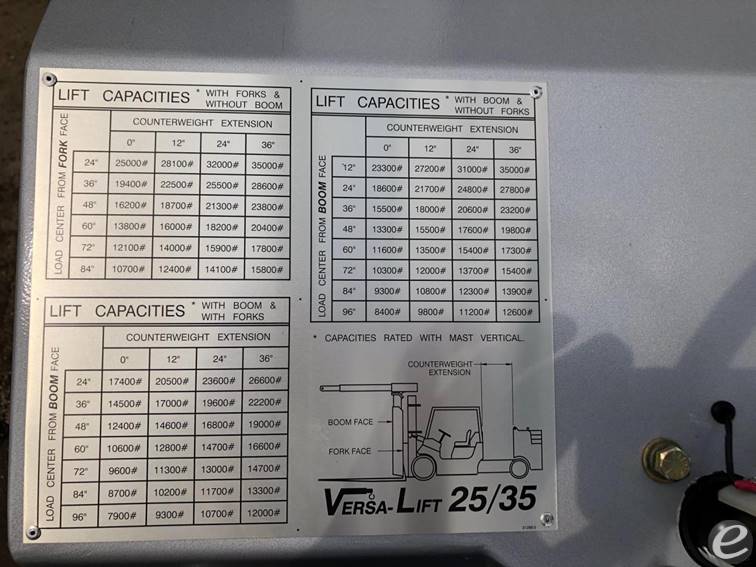 LIFT CAPACITIES * WITH FORKS & WITHOUT BOOM
COUNTERWEIGHT EXTENSION
0" 12" 24" 36"
LOAD CENTER FROM FORK FACE
24" 25000# 28100# 32000# 35000#
36" 19400# 22500# 25500# 28600#
48" 16200# 18700# 21300# 23800#
60" 13800# 16000# 18200# 20400#
72" 12100# 14000# 15900# 17800#
84" 10700# 12400# 14100# 15800#
LIFT CAPACITIES * WITH BOOM & WITH FORKS
COUNTERWEIGHT EXTENSION
0" 12" 24" 36"
LOAD CENTER FROM BOOM FACE
24" 17400# 20500# 23600# 26600#
36" 14500# 17000# 19600# 22200#
48" 12400# 14600# 16800# 19000#
60" 10600# 12800# 14700# 16600#
72" 9600# 11300# 13000# 14700#
84" 8700# 10200# 11700# 13300#
96" 7900# 9300# 10700# 12000#
LIFT CAPACITIES * WITH BOOM & WITHOUT FORKS
COUNTERWEIGHT EXTENSION
0" 12" 24" 36"
LOAD CENTER FROM BOOM FACE
12" 23300# 27200# 31000# 35000#
24" 18600# 21700# 24800# 27800#
36" 15500# 18000# 20600# 23200#
48" 13300# 15500# 17600# 19800#
60" 11600# 13500# 15400# 17300#
72" 10300# 12000# 13700# 15400#
84" 9300# 10800# 12300# 13900#
96" 8400# 9800# 11200# 12600#
* CAPACITIES RATED WITH MAST VERTICAL.
COUNTERWEIGHT
EXTENSION
BOOM FACE
FORK FACE
VERSA-LIFT 25/35
e